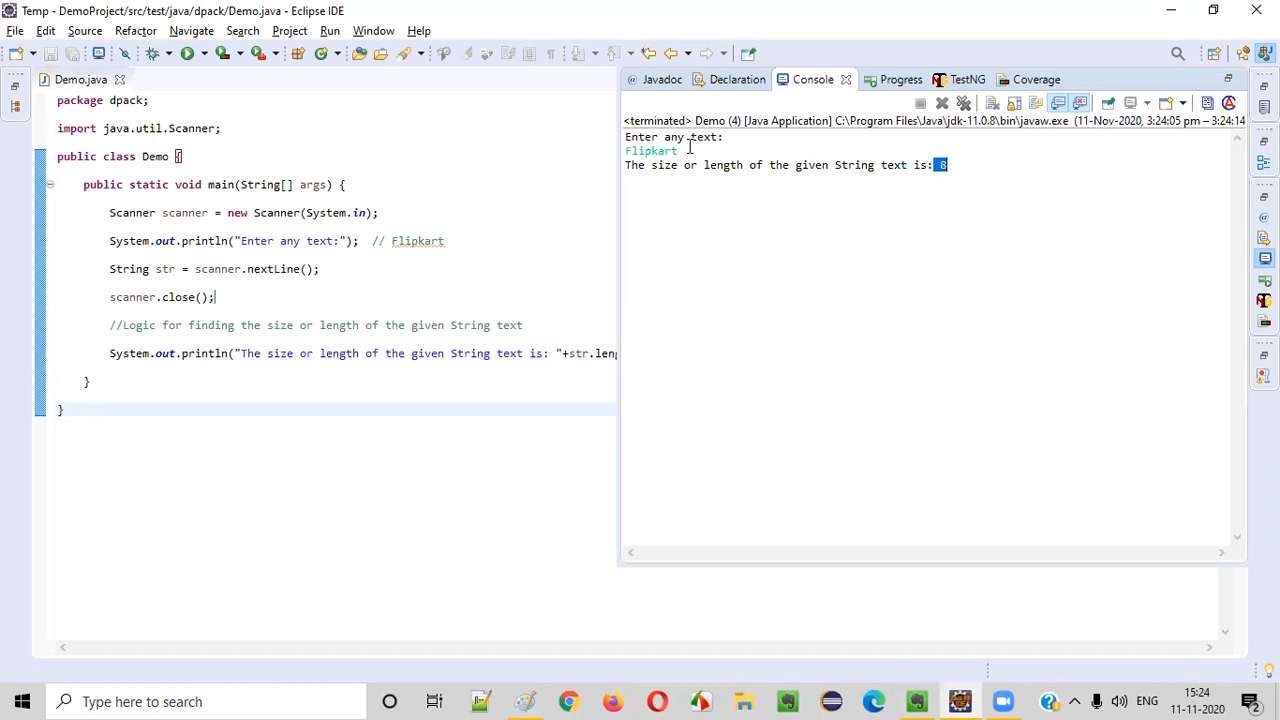 Temp - DemoProject/src/test/java/dpack/Demo.java - Eclipse IDE
File Edit Source Refactor Navigate Search Project Run Window Help
Demo.java
package dpack;
import java.util.Scanner;
public class Demo {
public static void main(String[] args) {
Scanner scanner = new Scanner(System.in);
System.out.println("Enter any text:"); // Flipkart
String str = scanner.nextLine();
scanner.close();
//Logic for finding the size or length of the given String text
System.out.println("The size or length of the given String text is: "+str.leng
}
}
Javadoc Declaration Console Progress TestNG Coverage
<terminated> Demo (4) [Java Application] C:\Program Files\Java\jdk-11.0.8\bin\javaw.exe (11-Nov-2020, 3:24:05 pm – 3:24:14
Enter any text:
Flipkart
The size or length of the given String text is: 8
Type here to search
ENG
15:24
11-11-2020
2